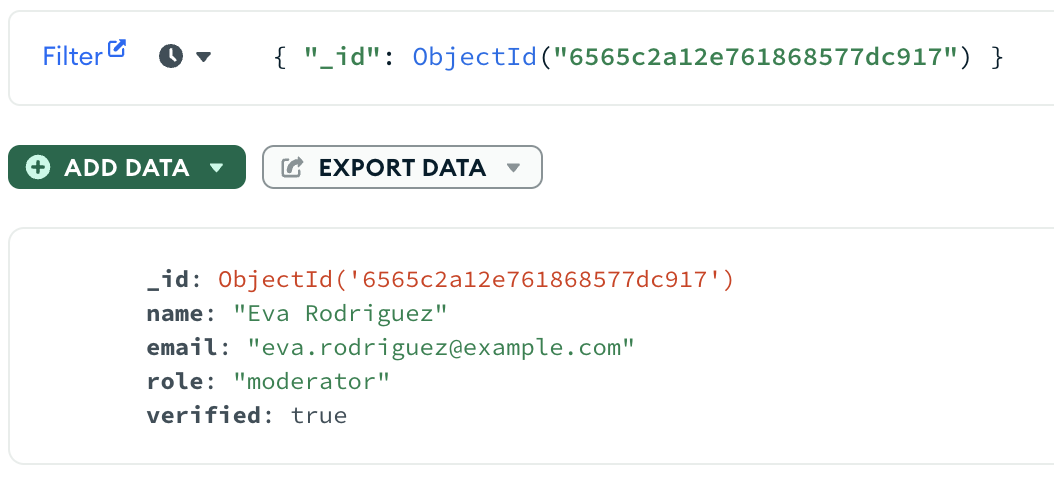 Filter { "_id": ObjectId("6565c2a12e761868577dc917") }
ADD DATA EXPORT DATA
_id: ObjectId('6565c2a12e761868577dc917')
name: "Eva Rodriguez"
email: "eva.rodriguez@example.com"
role: "moderator"
verified: true